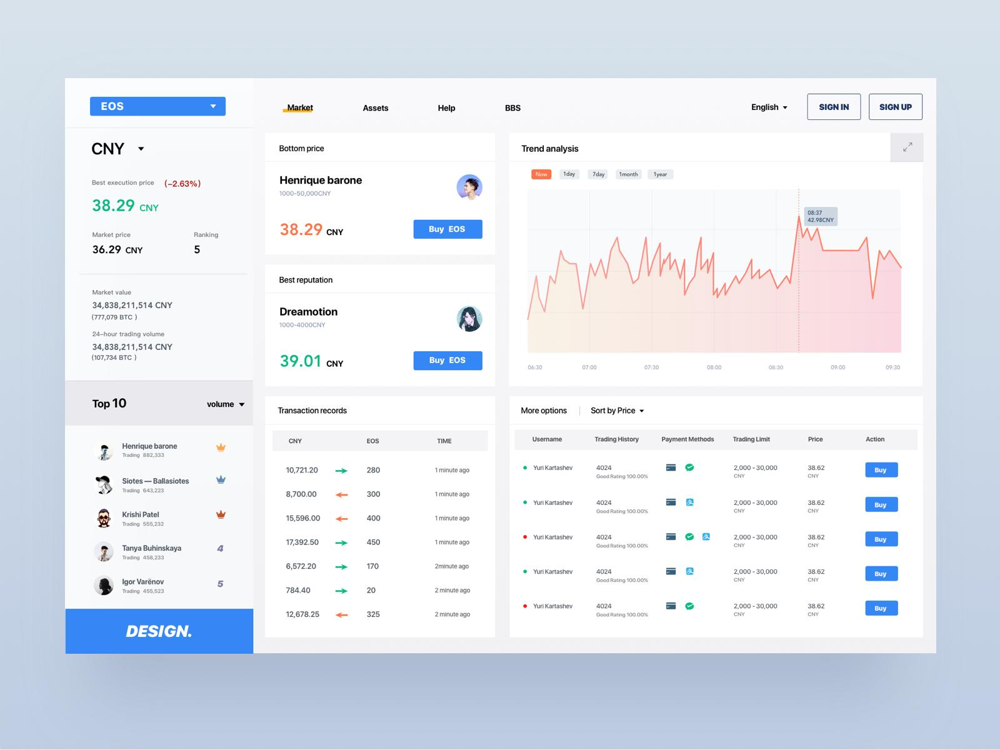 EOS
Market Assets Help BBS
English SIGN IN SIGN UP
CNY
Best execution price (−2.63%)
38.29 CNY
Market price Ranking
36.29 CNY 5
Market value
34,838,211,514 CNY
(777,079 BTC )
24−hour trading volume
34,838,211,514 CNY
(107,734 BTC )
Top 10 volume
Henrique barone
Trading 882,333
Siotes — Ballasiotes
Trading 643,223
Krishi Patel
Trading 555,232
Tanya Buhinskaya 4
Trading 458,233
Igor Varënov 5
Trading 455,523
DESIGN.
Bottom price
Henrique barone
1000-50,000CNY
38.29 CNY Buy EOS
Best reputation
Dreamotion
1000-4000CNY
39.01 CNY Buy EOS
Trend analysis
Now 1day 7day 1month 1year
08:37
42.98CNY
06:30 07:00 07:30 08:00 08:30 09:00 09:30
Transaction records
CNY EOS TIME
10,721.20 280 1 minute ago
8,700.00 300 1 minute ago
15,596.00 400 1 minute ago
17,392.50 450 1 minute ago
6,572.20 170 2minute ago
784.40 20 2 minute ago
12,678.25 325 2 minute ago
More options Sort by Price
Username Trading History Payment Methods Trading Limit Price Action
Yuri Kartashev 4024 2,000 - 30,000 38.62 Buy
Good Rating 100.00% CNY CNY
Yuri Kartashev 4024 2,000 - 30,000 38.62 Buy
Good Rating 100.00% CNY CNY
Yuri Kartashev 4024 2,000 - 30,000 38.62 Buy
Good Rating 100.00% CNY CNY
Yuri Kartashev 4024 2,000 - 30,000 38.62 Buy
Good Rating 100.00% CNY CNY
Yuri Kartashev 4024 2,000 - 30,000 38.62 Buy
Good Rating 100.00% CNY CNY